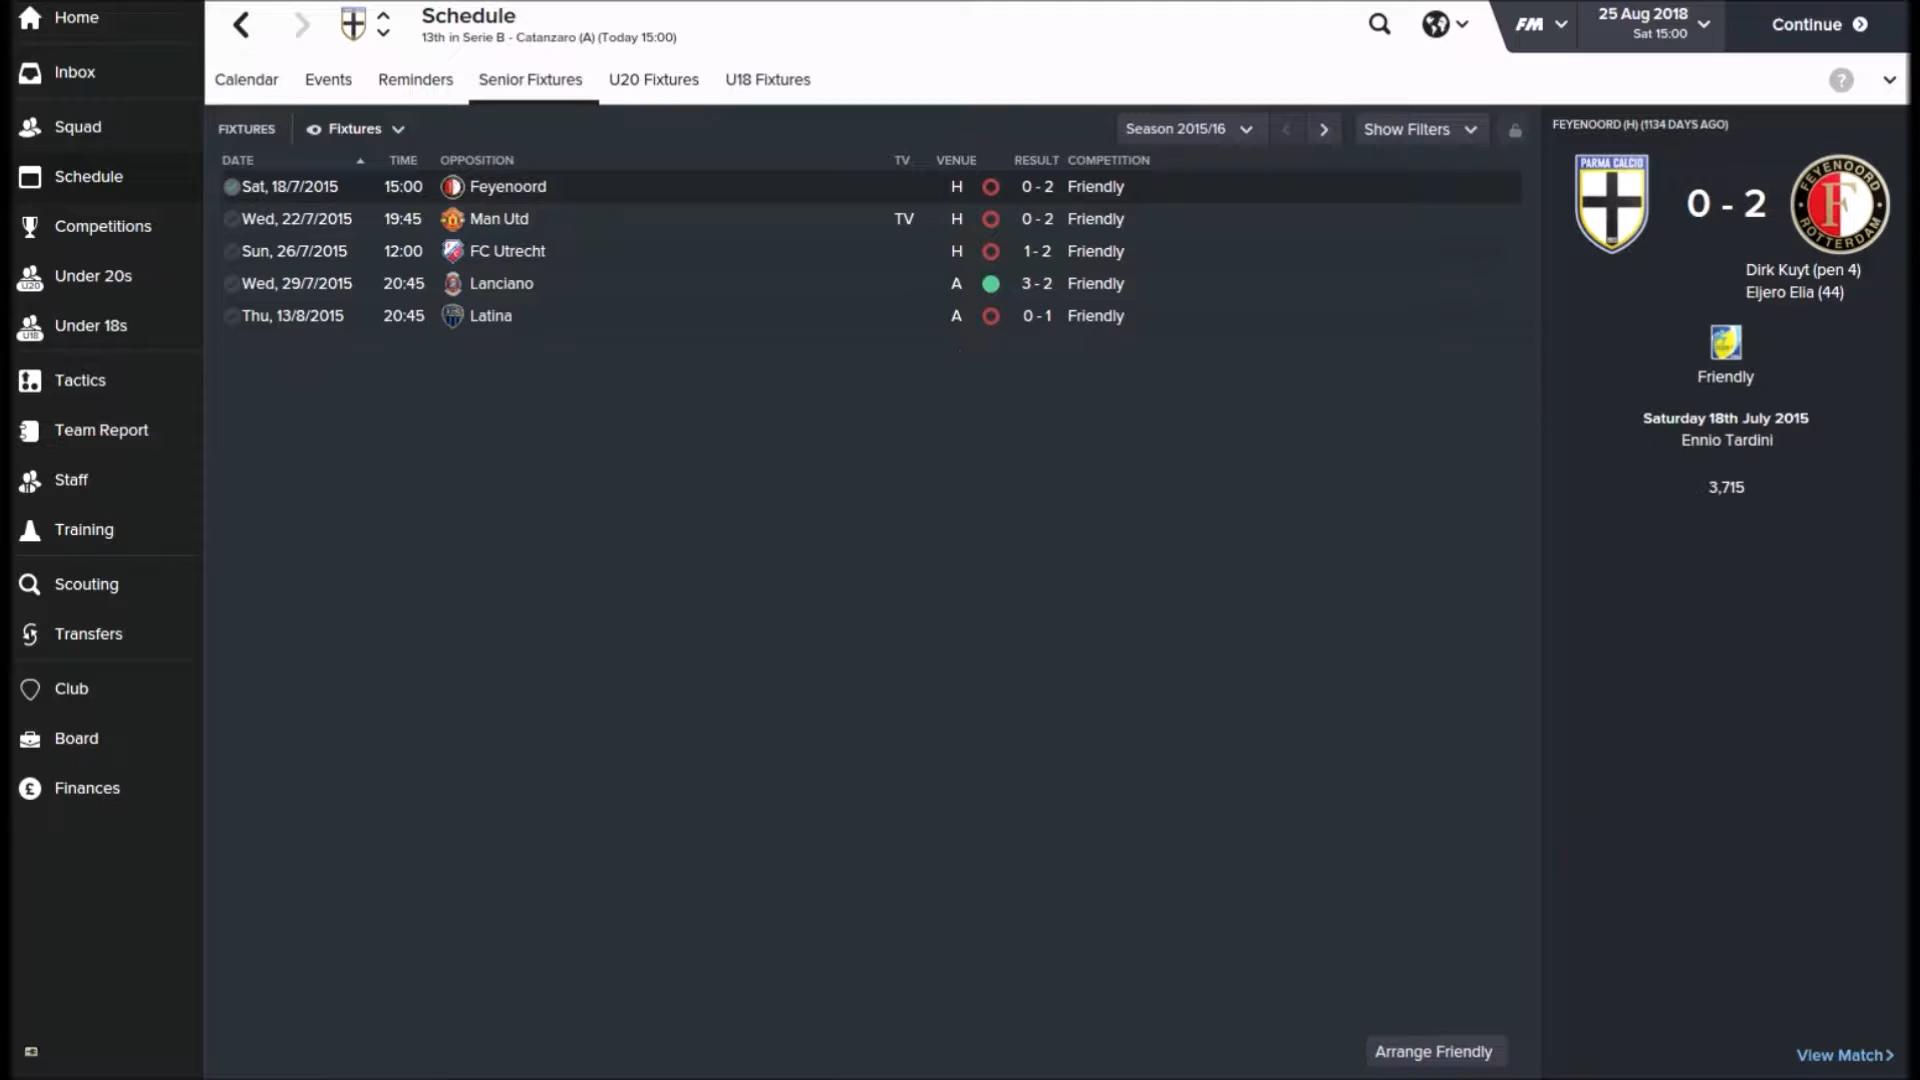 Home
Inbox
Squad
Schedule
Competitions
U20
Under 20s
U18
Under 18s
Tactics
Team Report
Staff
Training
Scouting
Transfers
Club
Board
£ Finances
Schedule
13th in Serie B - Catanzaro (A) (Today 15:00)
FM
25 Aug 2018
Sat 15:00
Continue
Calendar Events Reminders Senior Fixtures U20 Fixtures U18 Fixtures
?
FIXTURES Fixtures Season 2015/16 Show Filters
DATE TIME OPPOSITION TV VENUE RESULT COMPETITION
Sat, 18/7/2015 15:00 Feyenoord H 0 - 2 Friendly
Wed, 22/7/2015 19:45 Man Utd TV H 0 - 2 Friendly
Sun, 26/7/2015 12:00 FC Utrecht H 1 - 2 Friendly
Wed, 29/7/2015 20:45 Lanciano A 3 - 2 Friendly
Thu, 13/8/2015 20:45 Latina A 0 - 1 Friendly
Arrange Friendly
FEYENOORD (H) (1134 DAYS AGO)
PARMA CALCIO
0 - 2
FEYENOORD
F
ROTTERDAM
Dirk Kuyt (pen 4)
Eljero Elia (44)
Friendly
Saturday 18th July 2015
Ennio Tardini
3,715
View Match